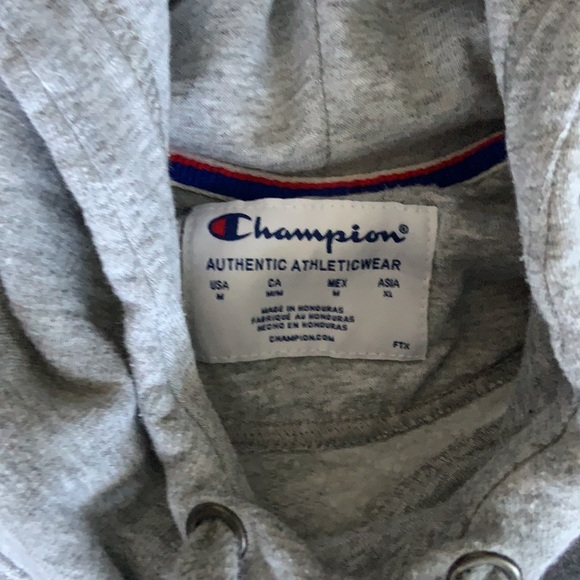 Champion®
AUTHENTIC ATHLETICWEAR
USA CA MEX ASIA
M M/M M XL
MADE IN HONDURAS
FABRIQUÉ AU HONDURAS
HECHO EN HONDURAS
CHAMPION.COM
FTX